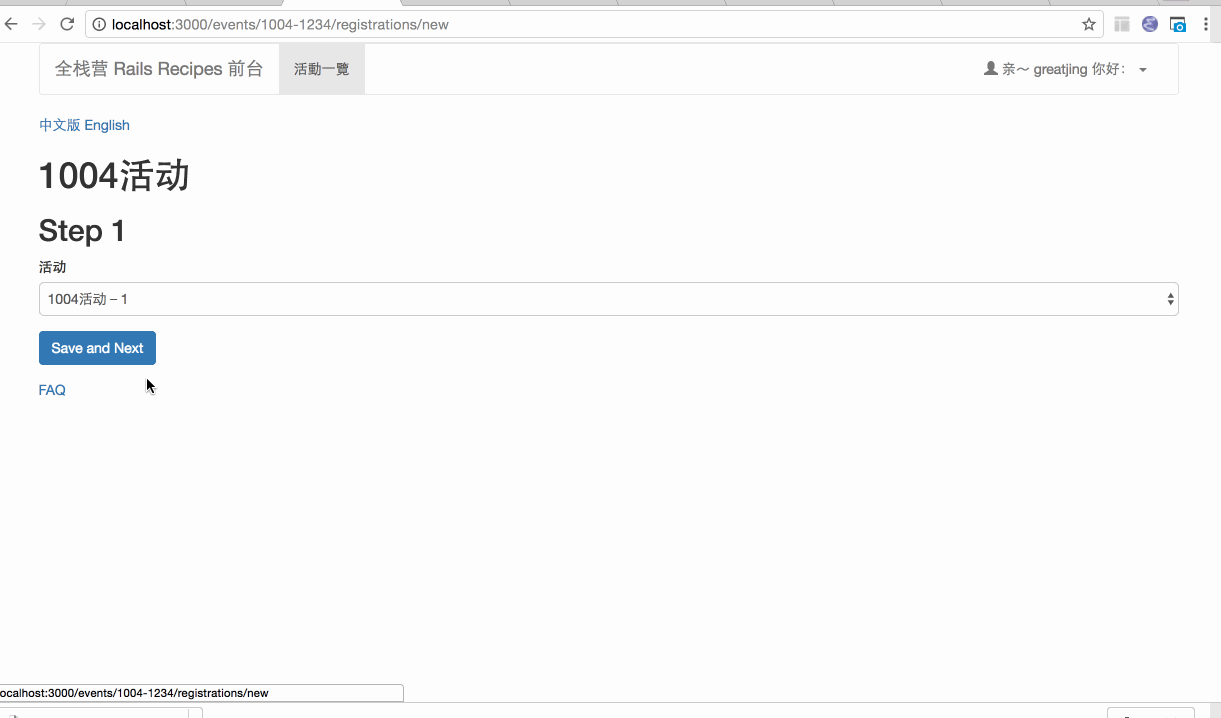 localhost:3000/events/1004-1234/registrations/new
全栈营 Rails Recipes 前台 活動一覽 亲～ greatjing 你好：
中文版 English
1004活动
Step 1
活动
1004活动 – 1
Save and Next
FAQ
ocalhost:3000/events/1004-1234/registrations/new